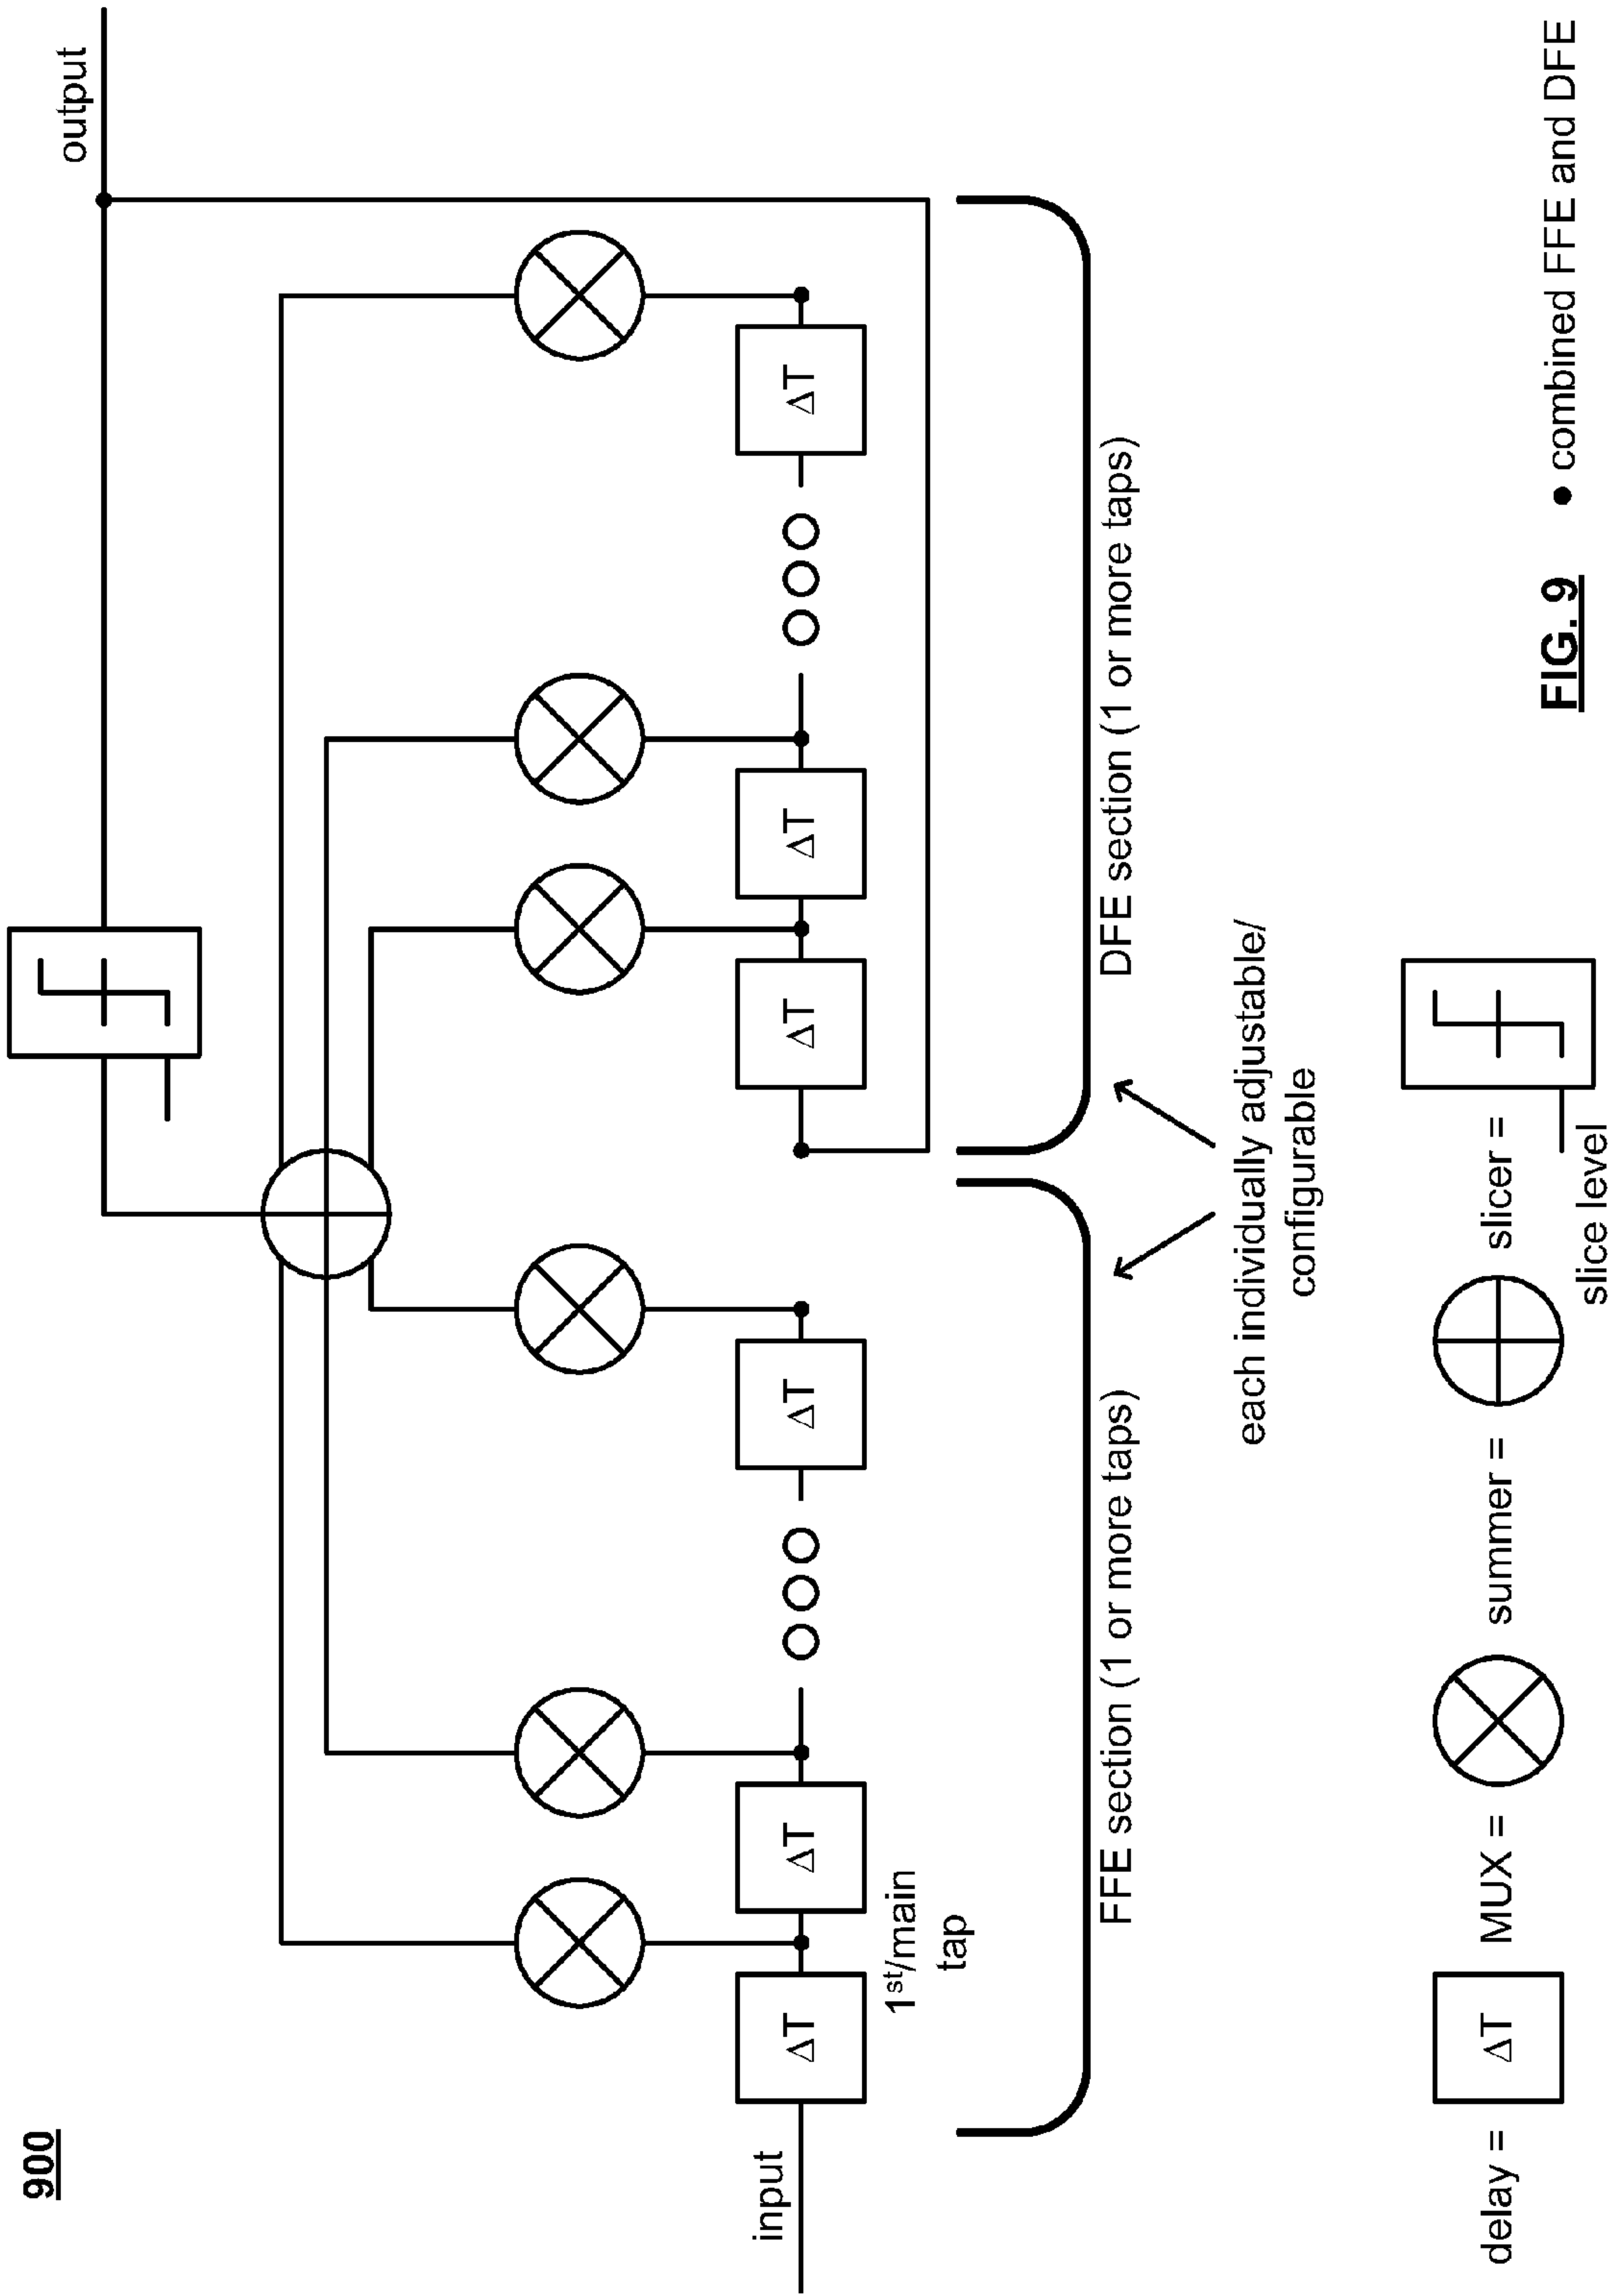 900
output
input
ΔT
ΔT
ΔT
ΔT
ΔT
ΔT
1st/main
tap
FFE section (1 or more taps)
DFE section (1 or more taps)
each individually adjustable/
configurable
delay =
ΔT
MUX =
summer =
slicer =
slice level
FIG. 9
• combined FFE and DFE